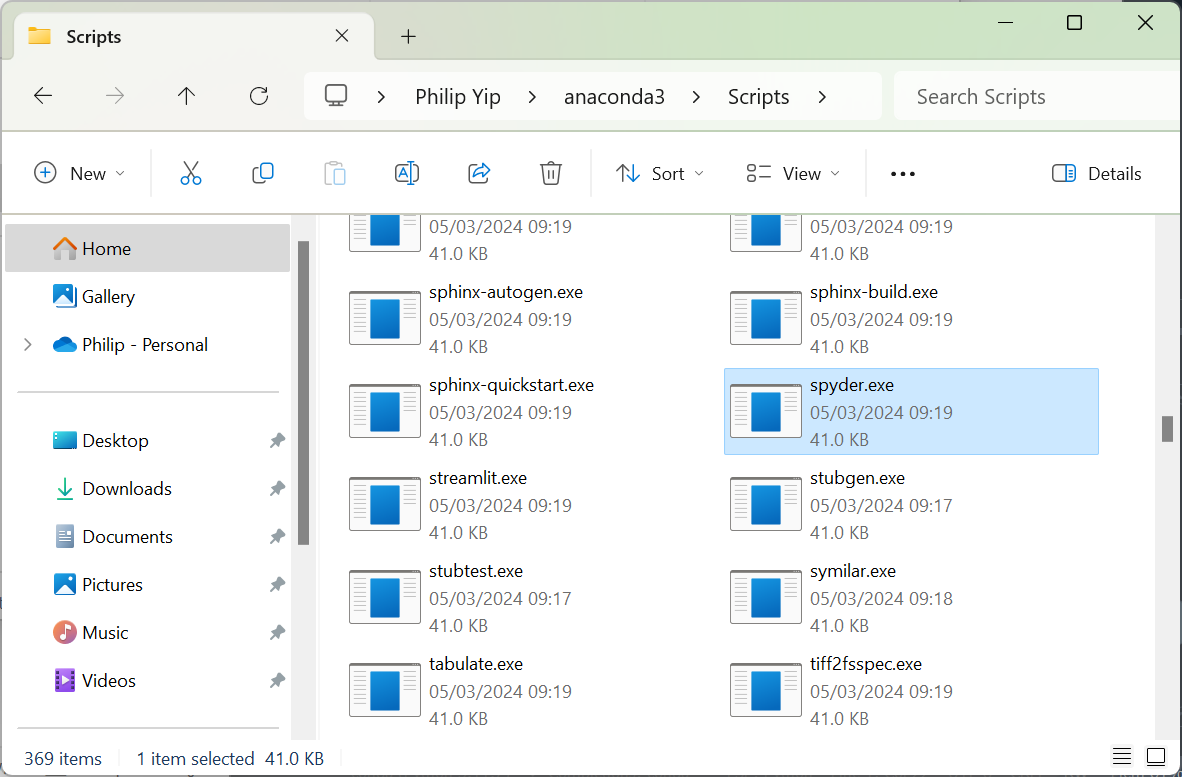 Scripts
Philip Yip
anaconda3
Scripts
Search Scripts
New
Sort
View
Details
Home
Gallery
Philip - Personal
Desktop
Downloads
Documents
Pictures
Music
Videos
05/03/2024 09:19
41.0 KB
05/03/2024 09:19
41.0 KB
sphinx-autogen.exe
05/03/2024 09:19
41.0 KB
sphinx-build.exe
05/03/2024 09:19
41.0 KB
sphinx-quickstart.exe
05/03/2024 09:19
41.0 KB
spyder.exe
05/03/2024 09:19
41.0 KB
streamlit.exe
05/03/2024 09:19
41.0 KB
stubgen.exe
05/03/2024 09:17
41.0 KB
stubtest.exe
05/03/2024 09:17
41.0 KB
symilar.exe
05/03/2024 09:18
41.0 KB
tabulate.exe
05/03/2024 09:19
41.0 KB
tiff2fsspec.exe
05/03/2024 09:19
41.0 KB
369 items
1 item selected 41.0 KB